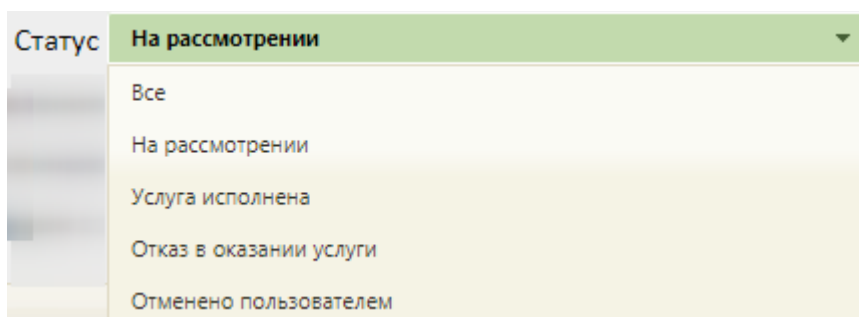 Статус На рассмотрении
Все
На рассмотрении
Услуга исполнена
Отказ в оказании услуги
Отменено пользователем